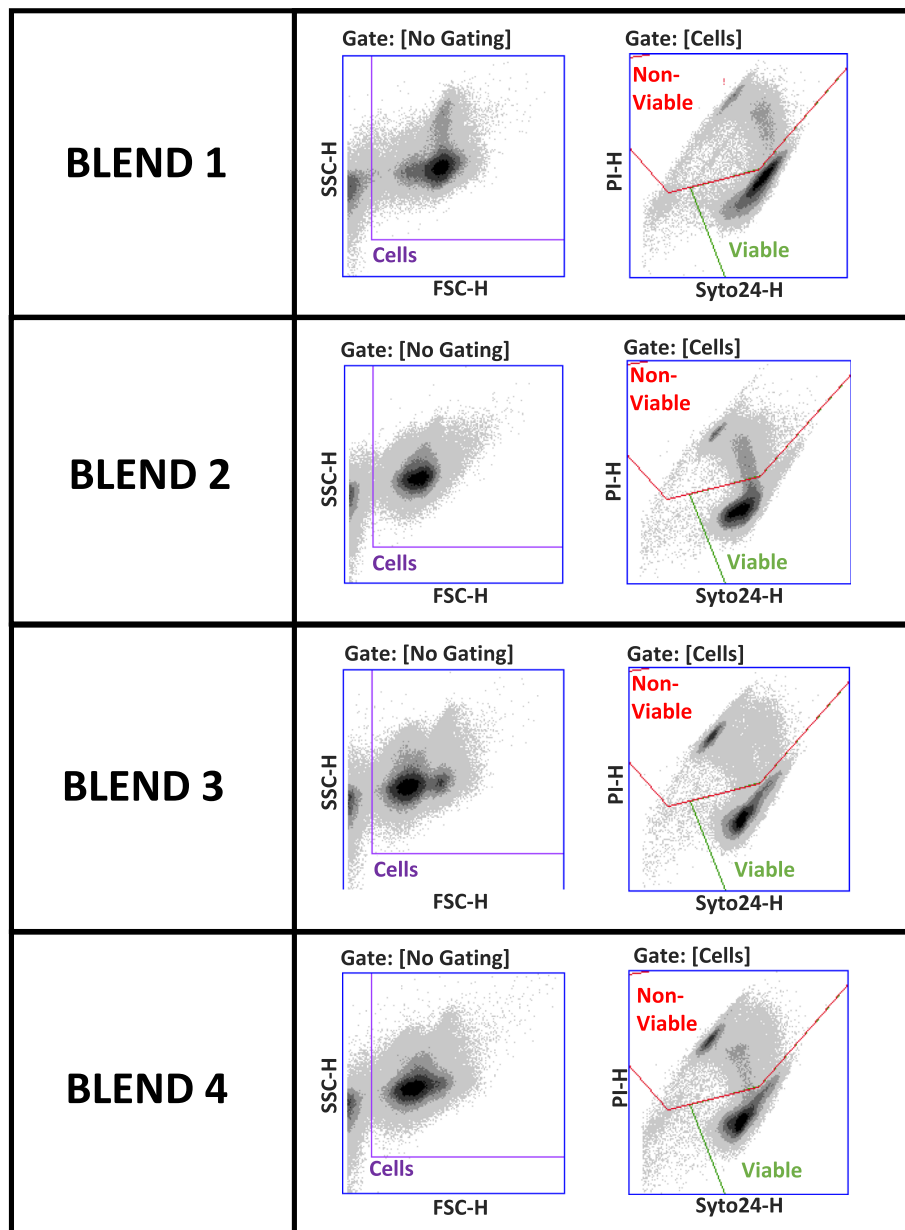 BLEND 1
Gate: [No Gating]
SSC-H
Cells
FSC-H
Gate: [Cells]
Non-
Viable
PI-H
Viable
Syto24-H
BLEND 2
Gate: [No Gating]
SSC-H
Cells
FSC-H
Gate: [Cells]
Non-
Viable
PI-H
Viable
Syto24-H
BLEND 3
Gate: [No Gating]
SSC-H
Cells
FSC-H
Gate: [Cells]
Non-
Viable
PI-H
Viable
Syto24-H
BLEND 4
Gate: [No Gating]
SSC-H
Cells
FSC-H
Gate: [Cells]
Non-
Viable
PI-H
Viable
Syto24-H